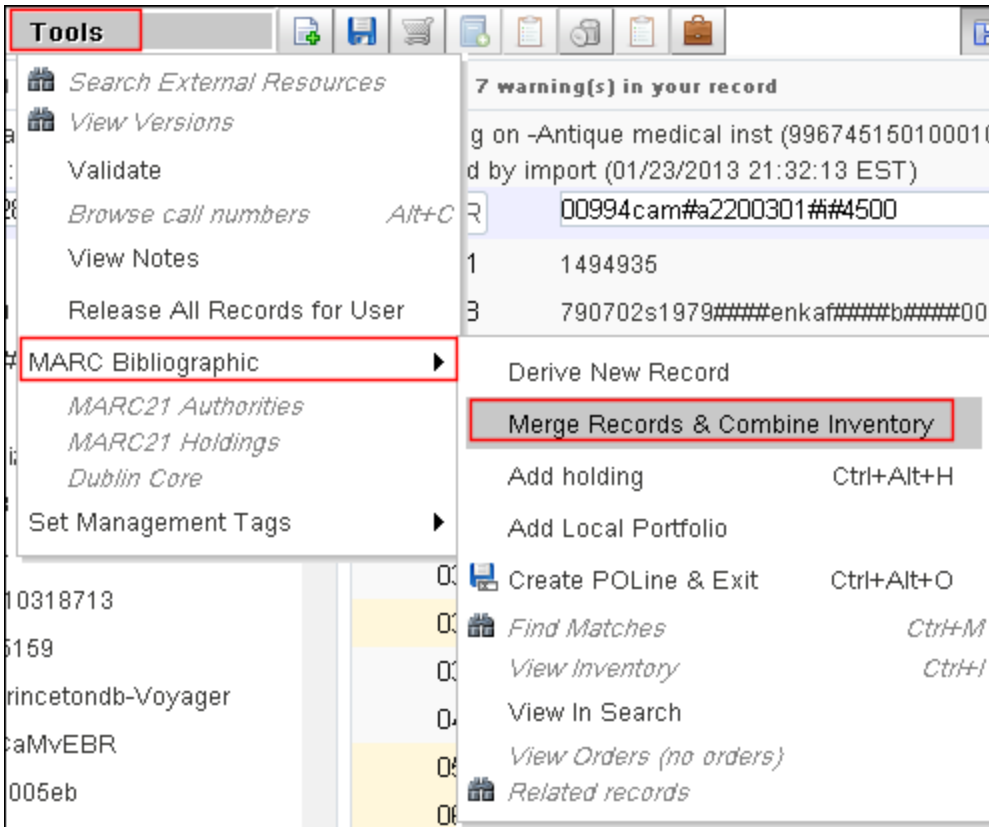 Tools
Search External Resources
7 warning(s) in your record
View Versions
g on -Antique medical inst (99674515010001
Validate
d by import (01/23/2013 21:32:13 EST)
Browse call numbers Alt+C
R
00994cam#a2200301#i#4500
View Notes
1
1494935
Release All Records for User
790702s1979####enkaf####b####00
MARC Bibliographic
Derive New Record
MARC21 Authorities
Merge Records & Combine Inventory
MARC21 Holdings
Add holding Ctrl+Alt+H
Dublin Core
Set Management Tags
Add Local Portfolio
Create POLine & Exit Ctrl+Alt+O
10318713
Find Matches Ctrl+M
5159
View Inventory Ctrl+I
rincetondb-Voyager
View In Search
CaMvEBR
View Orders (no orders)
005eb
Related records